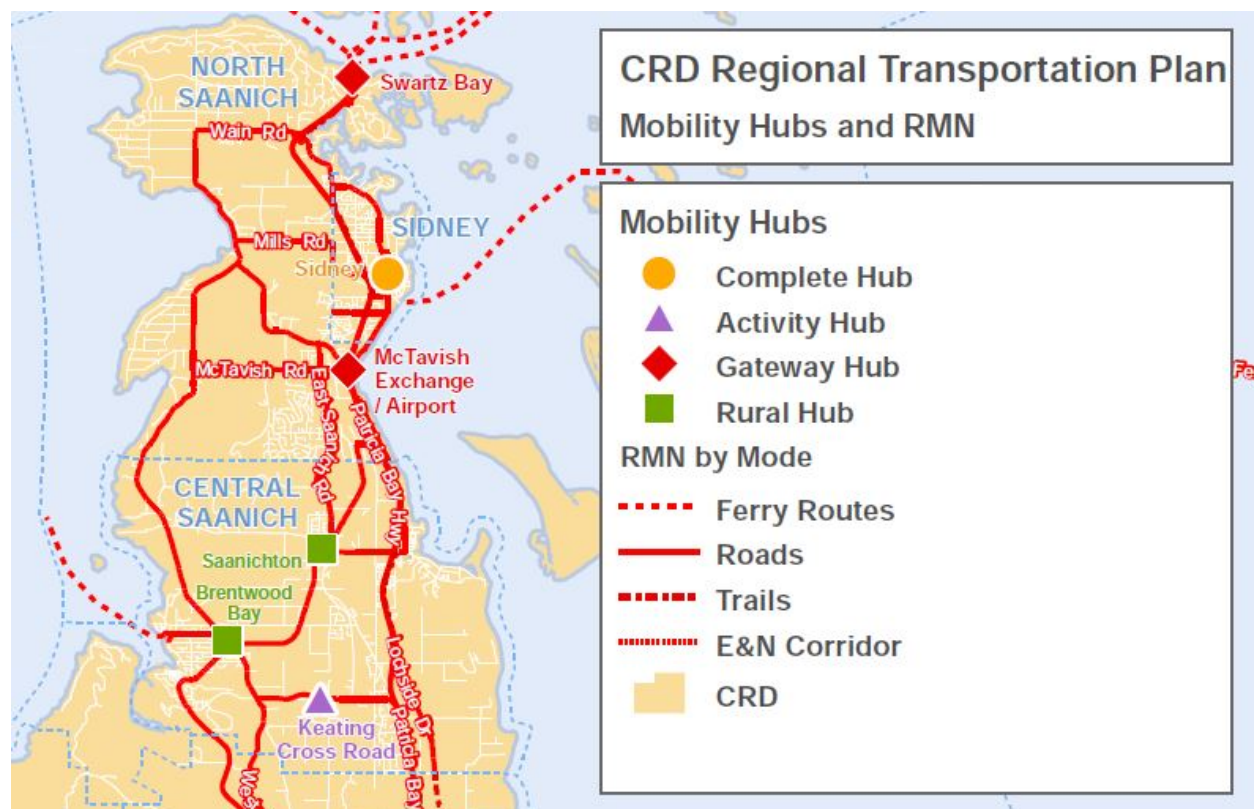 CRD Regional Transportation Plan
Mobility Hubs and RMN
Mobility Hubs
Complete Hub
Activity Hub
Gateway Hub
Rural Hub
RMN by Mode
Ferry Routes
Roads
Trails
E&N Corridor
CRD
NORTH
SAANICH
Swartz Bay
Wain Rd
SIDNEY
Mills Rd
Sidney
McTavish Rd
McTavish
Exchange
/ Airport
East Saanich Rd
Patricia Bay Hwy
CENTRAL
SAANICH
Saanichton
Brentwood
Bay
Lochside Dr
Keating
Cross Road
Patricia Bay
Fe